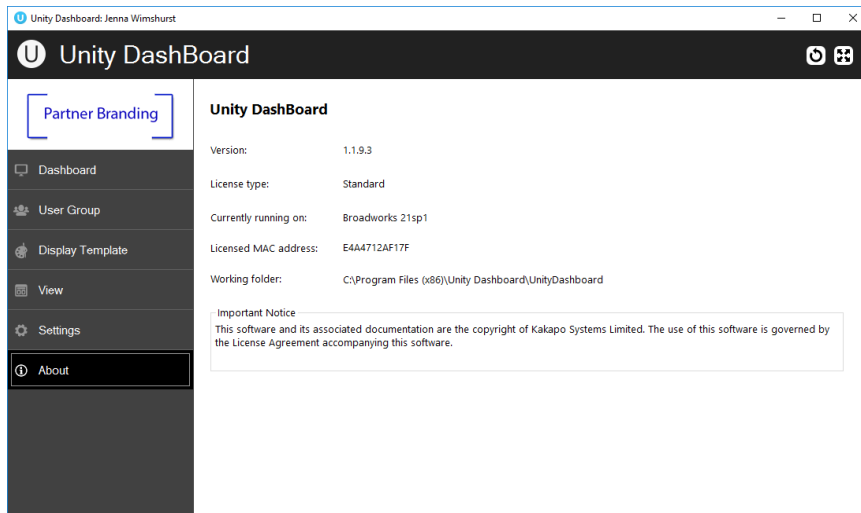 Unity Dashboard: Jenna Wimshurst
Unity DashBoard
Partner Branding
Dashboard
User Group
Display Template
View
Settings
About
Unity DashBoard
Version: 1.1.9.3
License type: Standard
Currently running on: Broadworks 21sp1
Licensed MAC address: E4A4712AF17F
Working folder: C:\Program Files (x86)\Unity Dashboard\UnityDashboard
Important Notice
This software and its associated documentation are the copyright of Kakapo Systems Limited. The use of this software is governed by
the License Agreement accompanying this software.